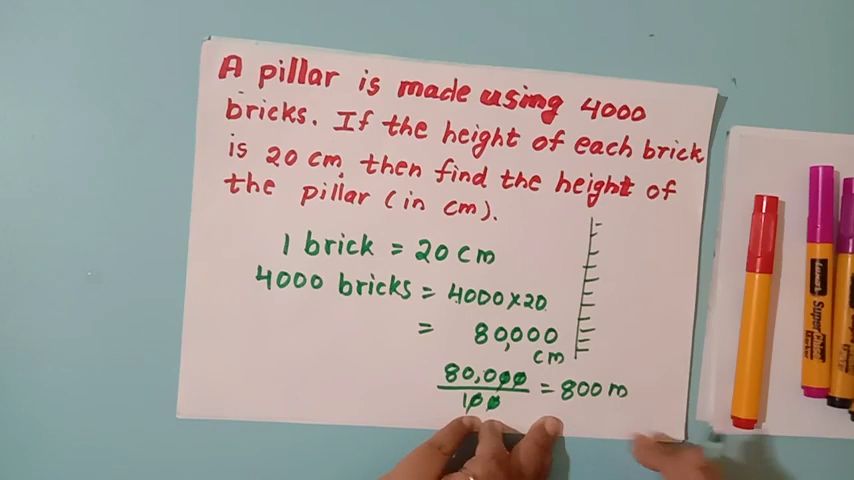 A pillar is made using 4000
bricks. If the height of each brick
is 20 cm, then find the height of
the pillar (in cm).
1 brick = 20 cm
4000 bricks = 4000×20
= 80,000
cm
80,000
100
= 800 m
Super
Marker